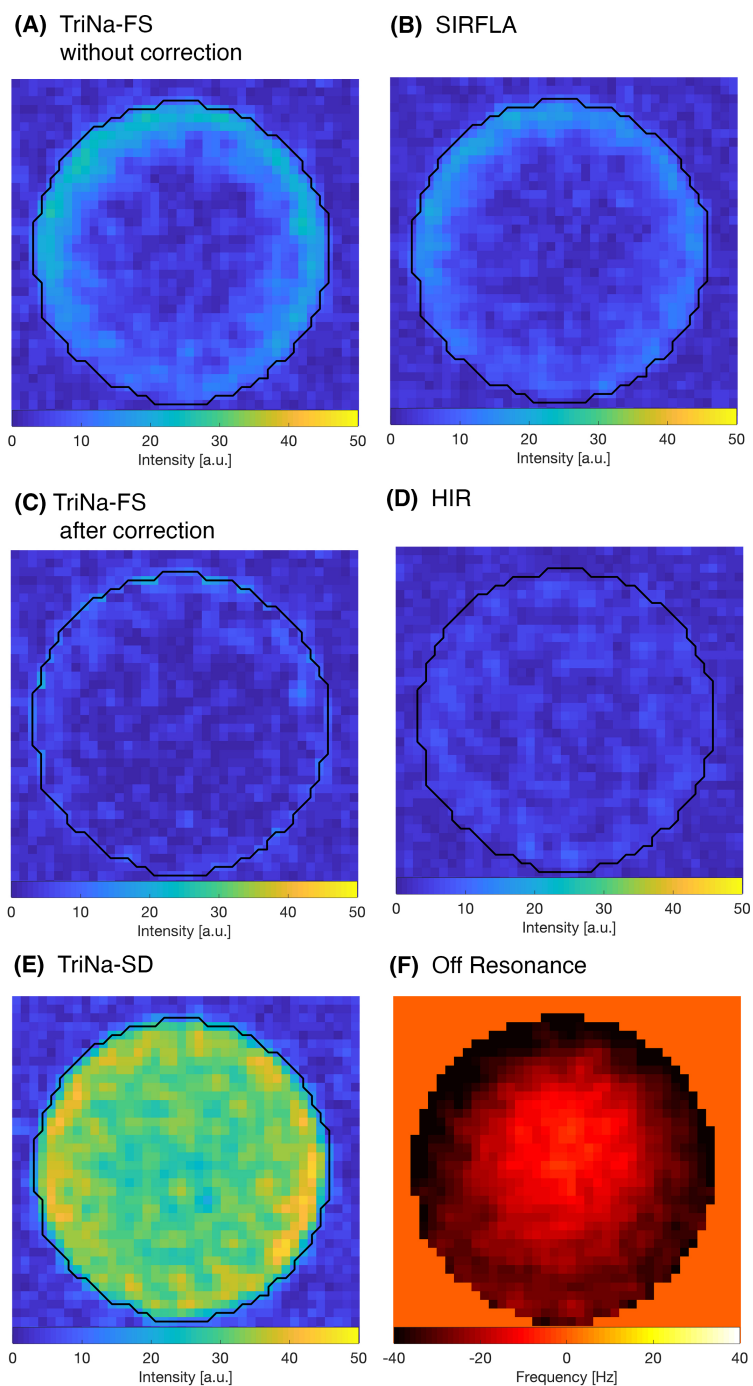 (A) TriNa-FS
without correction
(B) SIRFLA
0 10 20 30 40 50
Intensity [a.u.]
0 10 20 30 40 50
Intensity [a.u.]
(C) TriNa-FS
after correction
(D) HIR
0 10 20 30 40 50
Intensity [a.u.]
0 10 20 30 40 50
Intensity [a.u.]
(E) TriNa-SD
(F) Off Resonance
0 10 20 30 40 50
Intensity [a.u.]
-40 -20 0 20 40
Frequency [Hz]